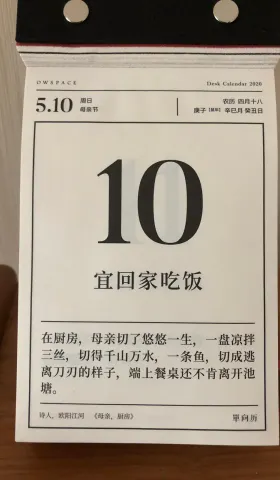 OWSPACE
Desk Calendar 2020
5.10
周日
母亲节
农历 四月十八
庚子【鼠年】辛巳月 癸丑日
10
宜回家吃饭
在厨房，母亲切了悠悠一生，一盘凉拌
三丝，切得千山万水，一条鱼，切成逃
离刀刃的样子，端上餐桌还不肯离开池
塘。
诗人，欧阳江河 《母亲，厨房》
單向历